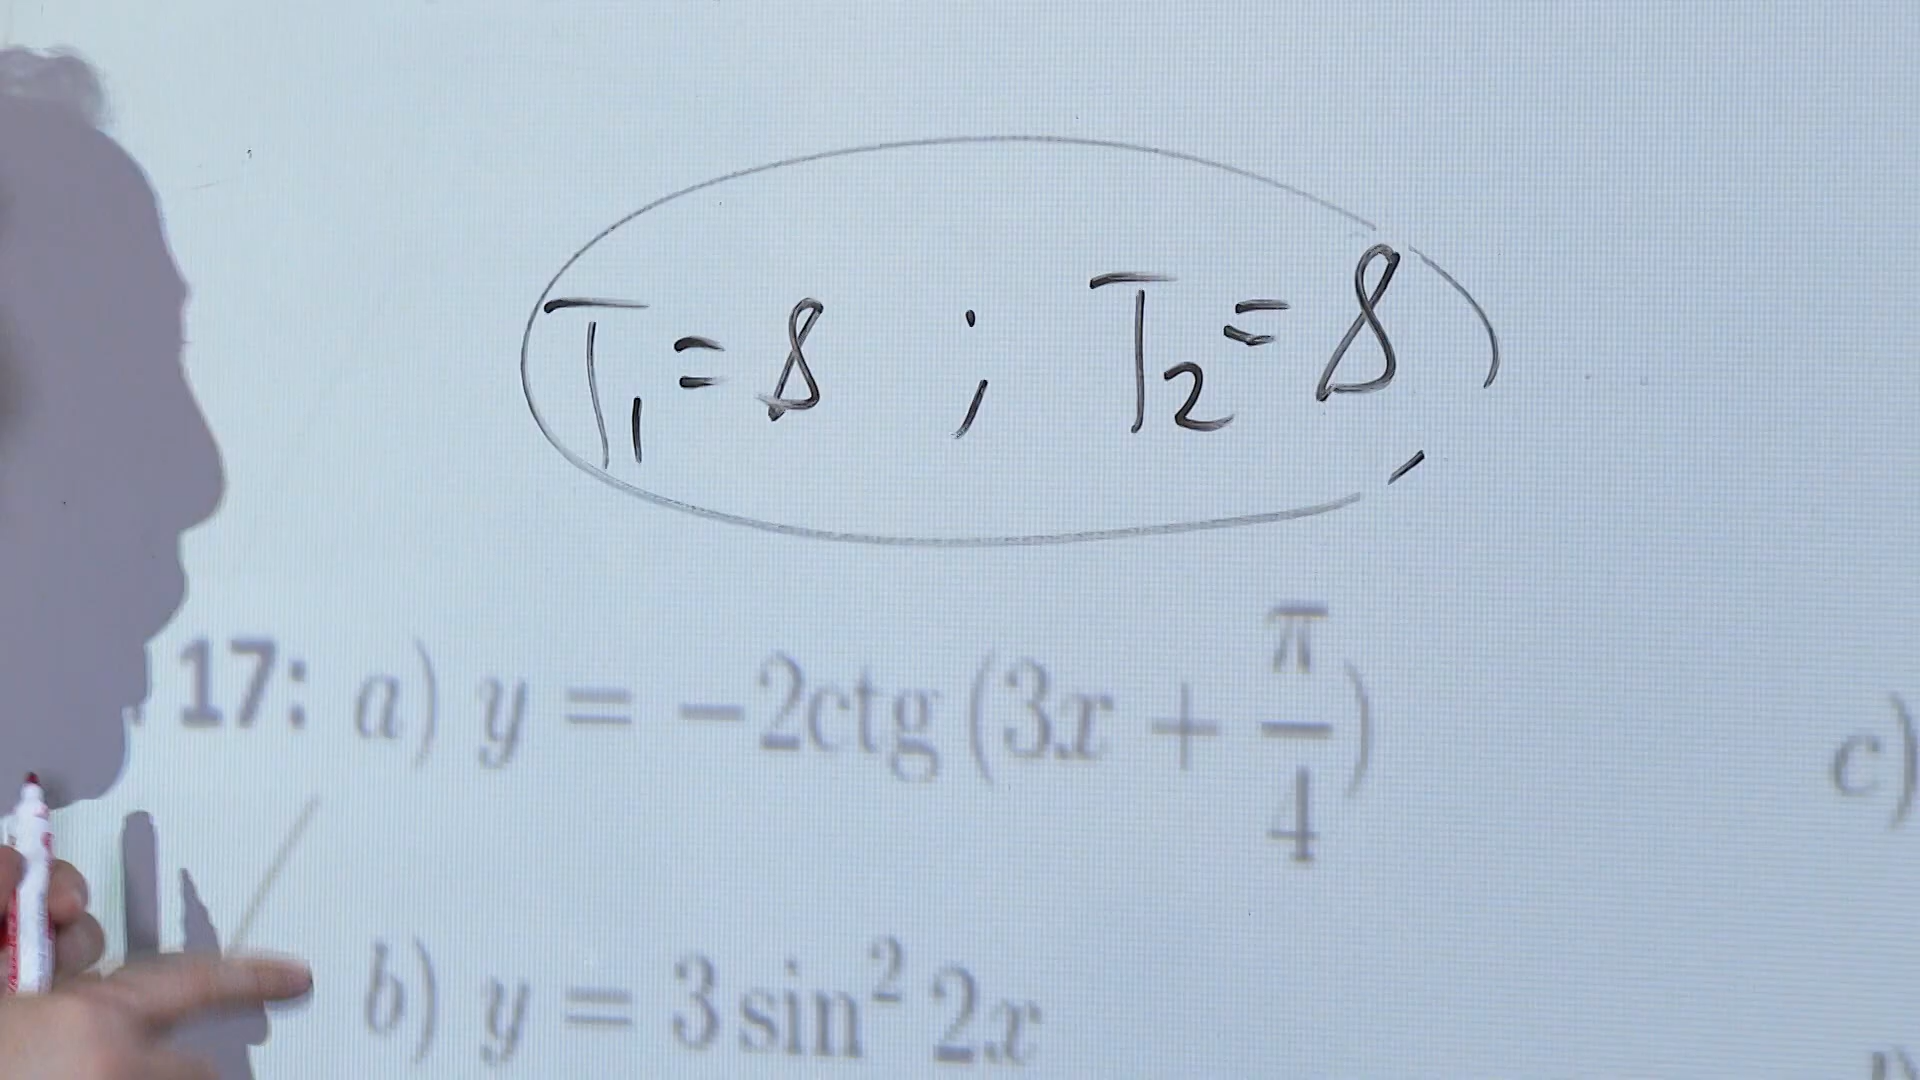 T₁ = 8 ; T₂ = 8
17: a) y = −2ctg(3x + π/4)
c)
b) y = 3 sin² 2x